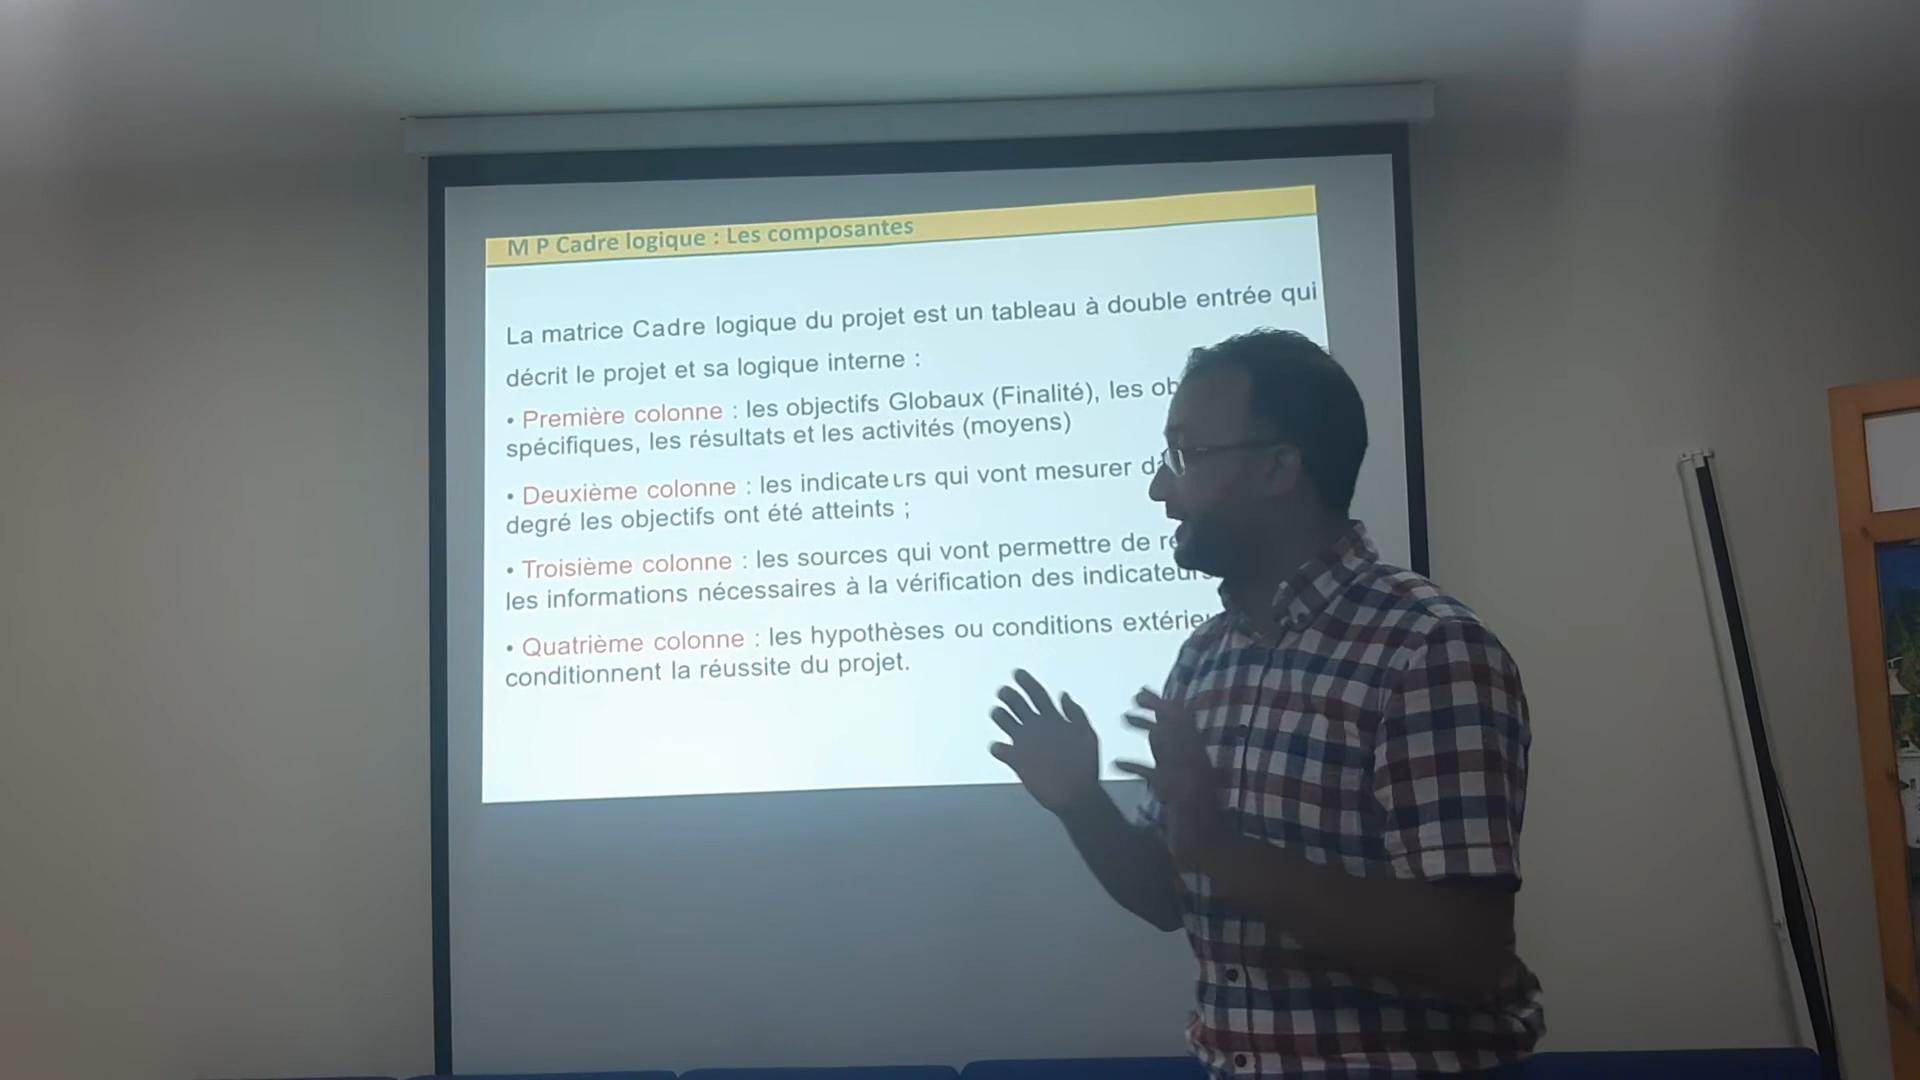 M P Cadre logique : Les composantes
La matrice Cadre logique du projet est un tableau à double entrée qui
décrit le projet et sa logique interne :
• Première colonne : les objectifs Globaux (Finalité), les
spécifiques, les résultats et les activités (moyens)
• Deuxième colonne : les indicateurs qui vont mesurer
degré les objectifs ont été atteints ;
• Troisième colonne : les sources qui vont permettre de
les informations nécessaires à la vérification des indicateurs
• Quatrième colonne : les hypothèses ou conditions
conditionnent la réussite du projet.